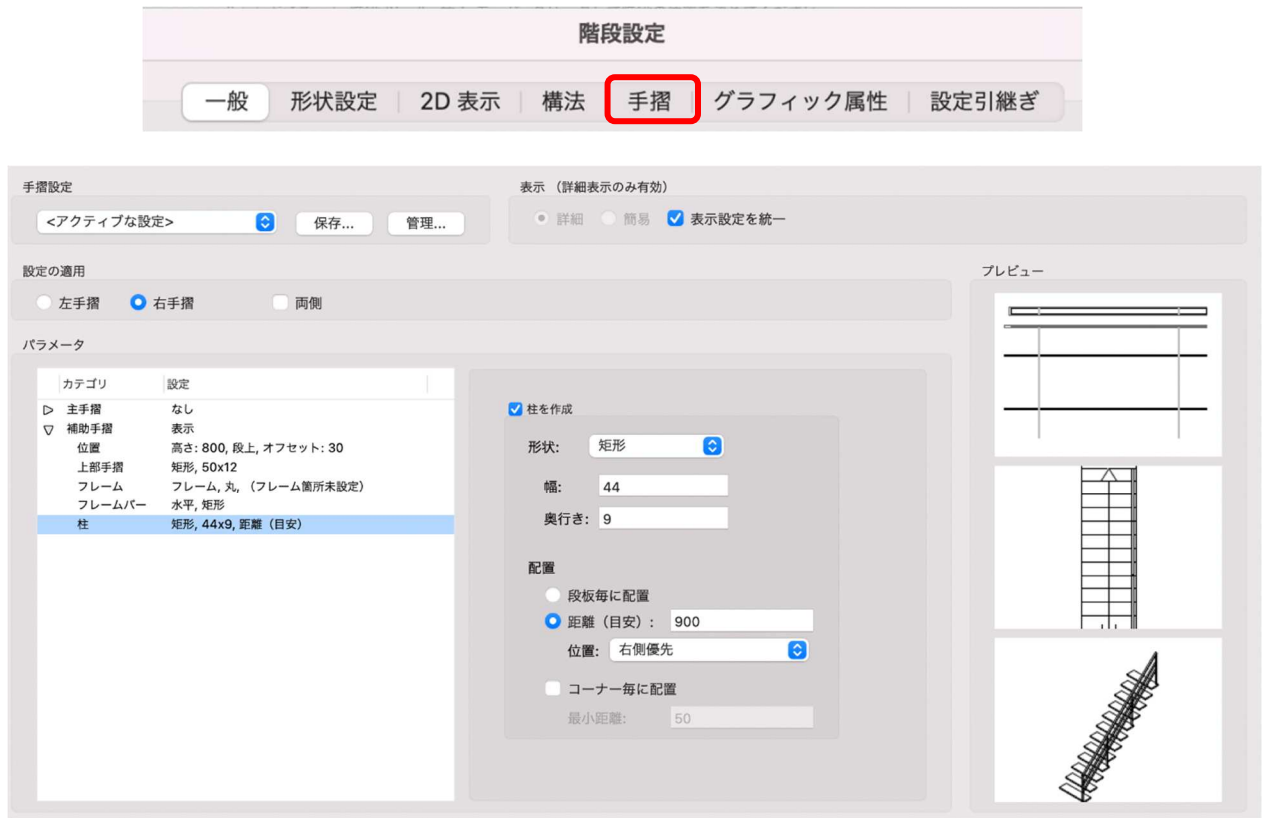 階段設定
一般 形状設定 2D 表示 構法 手摺 グラフィック属性 設定引継ぎ
手摺設定
<アクティブな設定> 保存... 管理...
表示 （詳細表示のみ有効）
詳細 簡易 表示設定を統一
設定の適用
左手摺 右手摺 両側
パラメータ
カテゴリ 設定
主手摺 なし
補助手摺 表示
位置 高さ: 800, 段上, オフセット: 30
上部手摺 矩形, 50x12
フレーム フレーム, 丸, （フレーム箇所未設定）
フレームバー 水平, 矩形
柱 矩形, 44x9, 距離（目安）
柱を作成
形状: 矩形
幅: 44
奥行き: 9
配置
段板毎に配置
距離（目安）: 900
位置: 右側優先
コーナー毎に配置
最小距離: 50
プレビュー